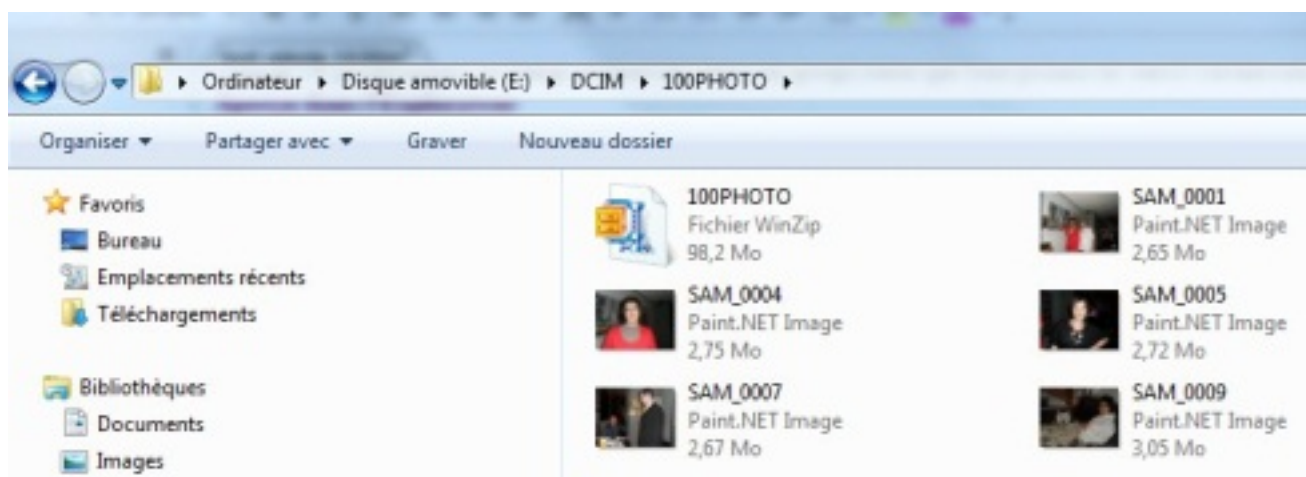 Ordinateur Disque amovible (E:) DCIM 100PHOTO
Organiser Partager avec Graver Nouveau dossier
Favoris
Bureau
Emplacements récents
Téléchargements
Bibliothèques
Documents
Images
100PHOTO
Fichier WinZip
98,2 Mo
SAM_0001
Paint.NET Image
2,65 Mo
SAM_0004
Paint.NET Image
2,75 Mo
SAM_0005
Paint.NET Image
2,72 Mo
SAM_0007
Paint.NET Image
2,67 Mo
SAM_0009
Paint.NET Image
3,05 Mo